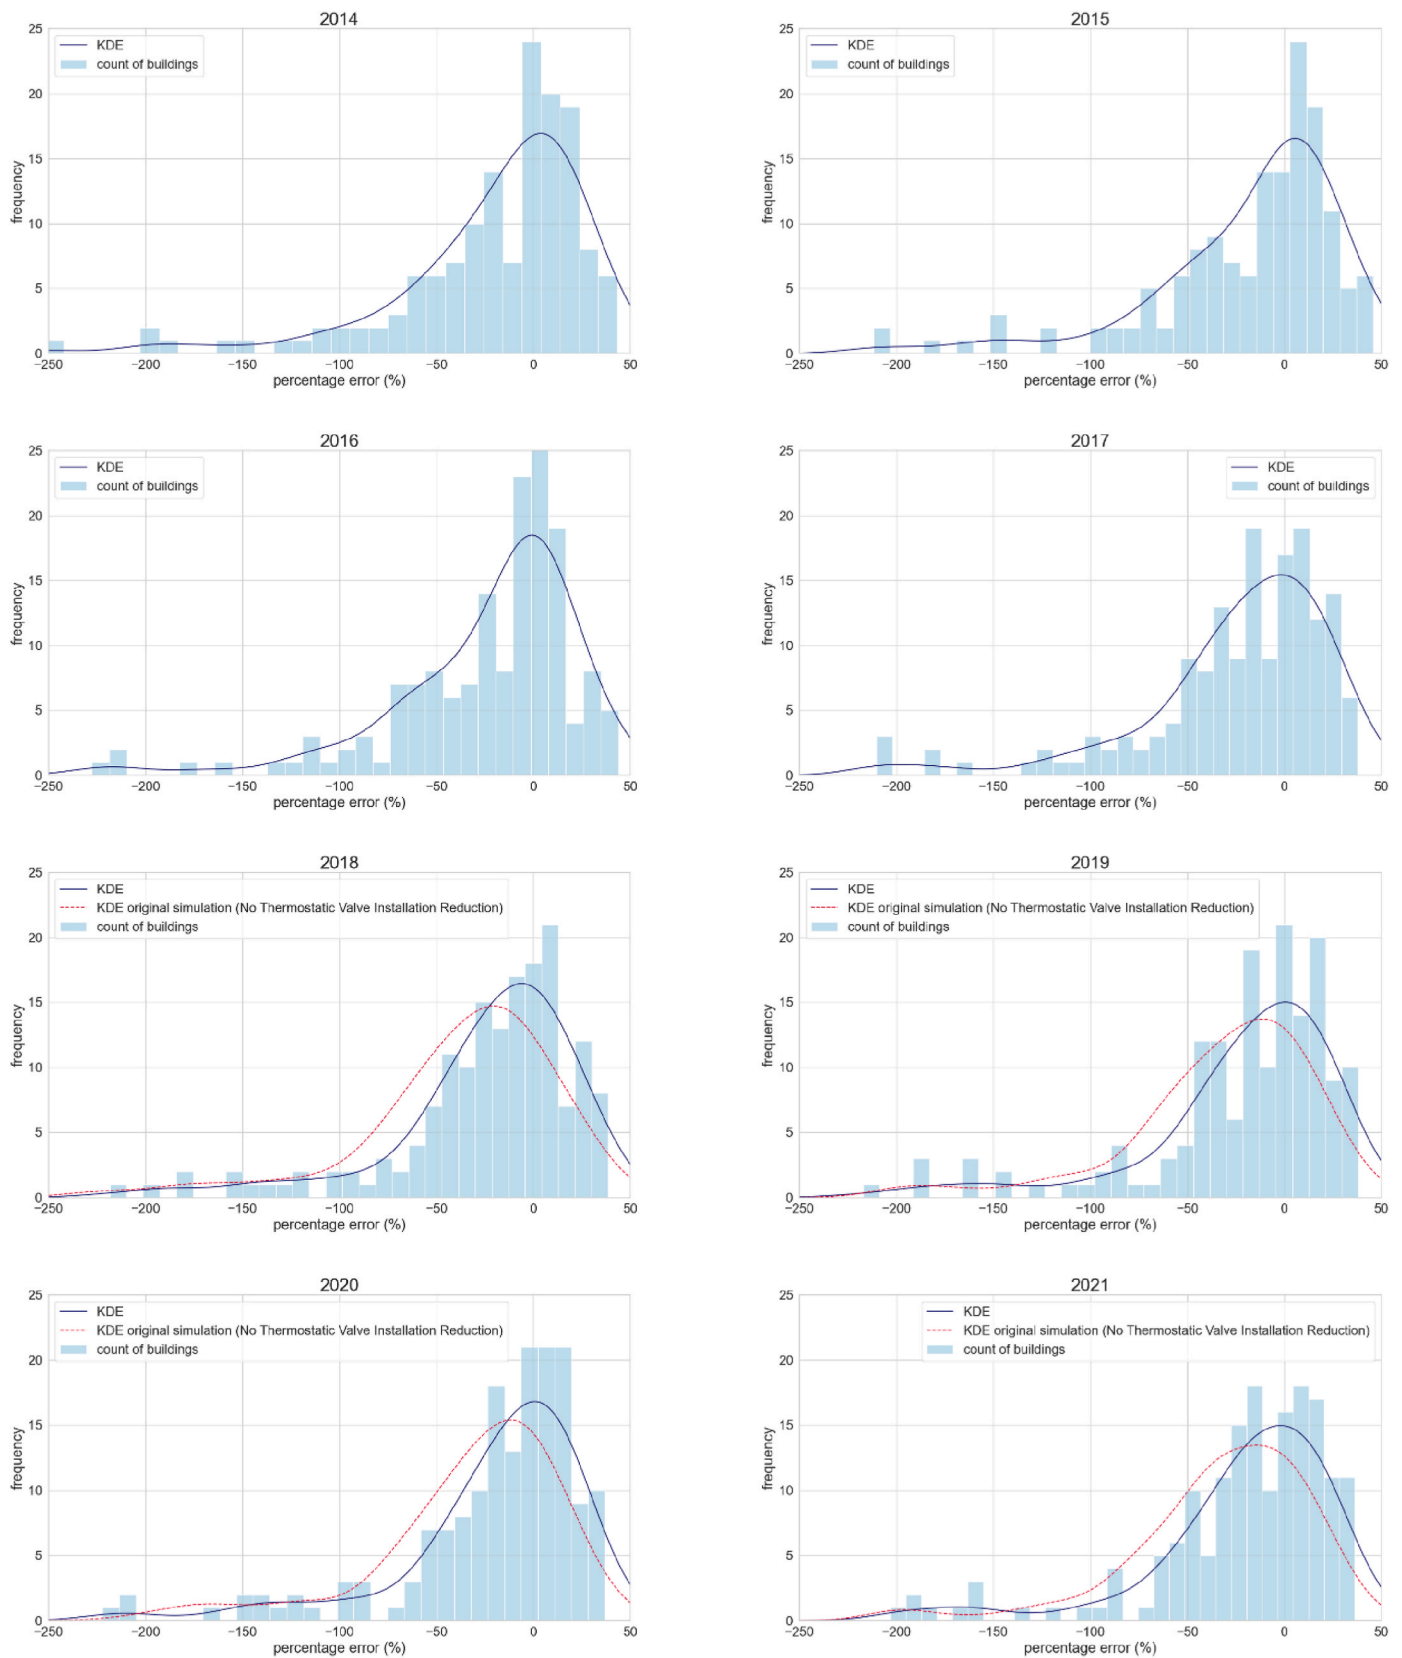 2014
25
KDE
count of buildings
20
15
frequency
10
5
0
−250 −200 −150 −100 −50 0 50
percentage error (%)
2015
25
KDE
count of buildings
20
15
frequency
10
5
0
−250 −200 −150 −100 −50 0 50
percentage error (%)
2016
25
KDE
count of buildings
20
15
frequency
10
5
0
−250 −200 −150 −100 −50 0 50
percentage error (%)
2017
25
KDE
count of buildings
20
15
frequency
10
5
0
−250 −200 −150 −100 −50 0 50
percentage error (%)
2018
25
KDE
KDE original simulation (No Thermostatic Valve Installation Reduction)
count of buildings
20
15
frequency
10
5
0
−250 −200 −150 −100 −50 0 50
percentage error (%)
2019
25
KDE
KDE original simulation (No Thermostatic Valve Installation Reduction)
count of buildings
20
15
frequency
10
5
0
−250 −200 −150 −100 −50 0 50
percentage error (%)
2020
25
KDE
KDE original simulation (No Thermostatic Valve Installation Reduction)
count of buildings
20
15
frequency
10
5
0
−250 −200 −150 −100 −50 0 50
percentage error (%)
2021
25
KDE
KDE original simulation (No Thermostatic Valve Installation Reduction)
count of buildings
20
15
frequency
10
5
0
−250 −200 −150 −100 −50 0 50
percentage error (%)